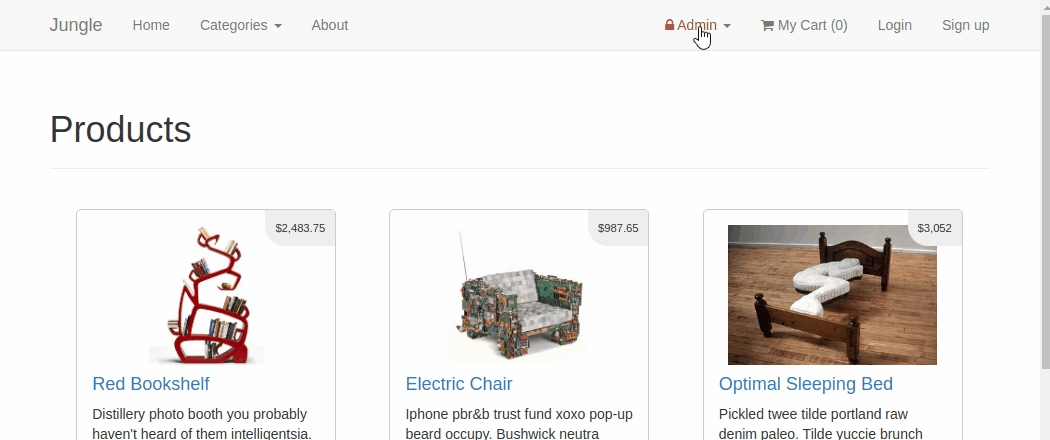 Jungle Home Categories About Admin My Cart (0) Login Sign up
Products
$2,483.75
$987.65
$3,052
Red Bookshelf
Electric Chair
Optimal Sleeping Bed
Distillery photo booth you probably
haven't heard of them intelligentsia.
Iphone pbr&b trust fund xoxo pop-up
beard occupy. Bushwick neutra
Pickled twee tilde portland raw
denim paleo. Tilde yuccie brunch